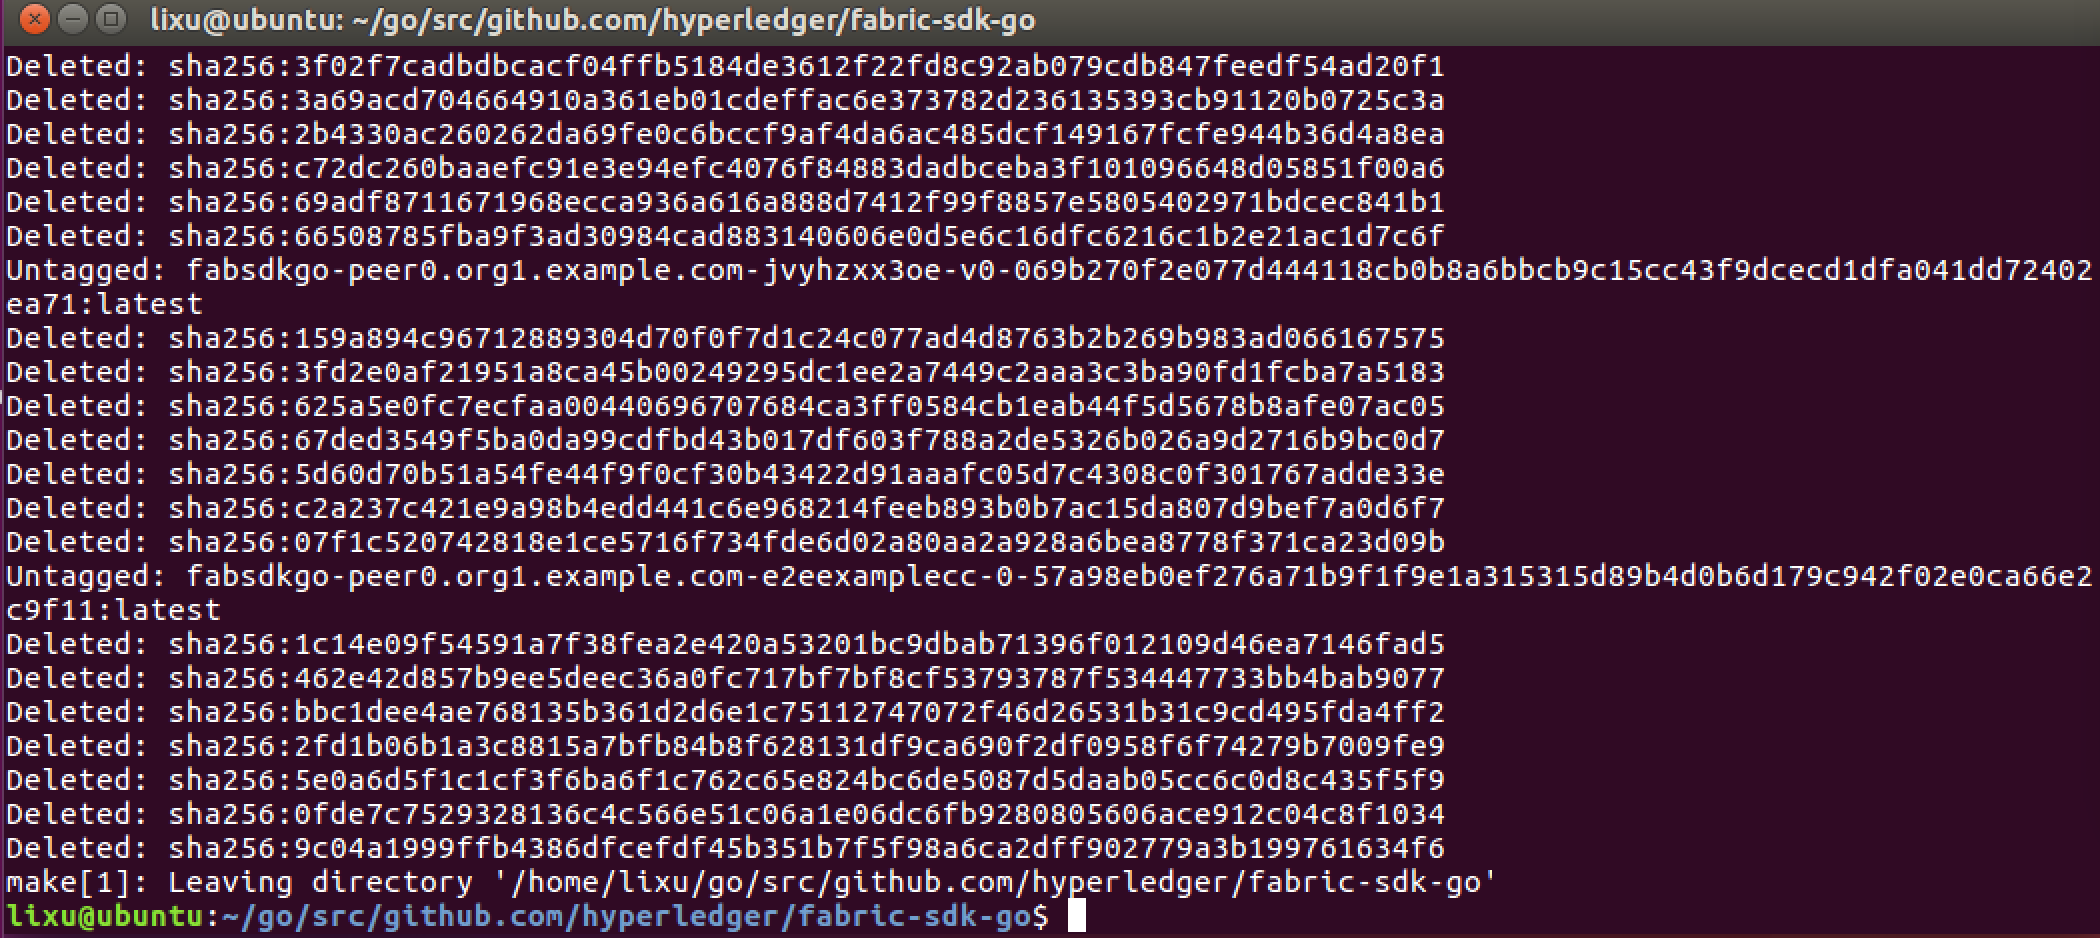 lixu@ubuntu: ~/go/src/github.com/hyperledger/fabric-sdk-go
Deleted: sha256:3f02f7cadbdbcacf04ffb5184de3612f22fd8c92ab079cdb847feedf54ad20f1
Deleted: sha256:3a69acd704664910a361eb01cdeffac6e373782d236135393cb91120b0725c3a
Deleted: sha256:2b4330ac260262da69fe0c6bccf9af4da6ac485dcf149167fcfe944b36d4a8ea
Deleted: sha256:c72dc260baaefc91e3e94efc4076f84883dadbceba3f101096648d05851f00a6
Deleted: sha256:69adf8711671968ecca936a616a888d7412f99f8857e5805402971bdcec841b1
Deleted: sha256:66508785fba9f3ad30984cad883140606e0d5e6c16dfc6216c1b2e21ac1d7c6f
Untagged: fabsdkgo-peer0.org1.example.com-jvyhzxx3oe-v0-069b270f2e077d444118cb0b8a6bbcb9c15cc43f9dcecd1dfa041dd72402
ea71:latest
Deleted: sha256:159a894c96712889304d70f0f7d1c24c077ad4d8763b2b269b983ad066167575
Deleted: sha256:3fd2e0af21951a8ca45b00249295dc1ee2a7449c2aaa3c3ba90fd1fcba7a5183
Deleted: sha256:625a5e0fc7ecfaa00440696707684ca3ff0584cb1eab44f5d5678b8afe07ac05
Deleted: sha256:67ded3549f5ba0da99cdfbd43b017df603f788a2de5326b026a9d2716b9bc0d7
Deleted: sha256:5d60d70b51a54fe44f9f0cf30b43422d91aaafc05d7c4308c0f301767adde33e
Deleted: sha256:c2a237c421e9a98b4edd441c6e968214feeb893b0b7ac15da807d9bef7a0d6f7
Deleted: sha256:07f1c520742818e1ce5716f734fde6d02a80aa2a928a6bea8778f371ca23d09b
Untagged: fabsdkgo-peer0.org1.example.com-e2eexamplecc-0-57a98eb0ef276a71b9f1f9e1a315315d89b4d0b6d179c942f02e0ca66e2
c9f11:latest
Deleted: sha256:1c14e09f54591a7f38fea2e420a53201bc9dbab71396f012109d46ea7146fad5
Deleted: sha256:462e42d857b9ee5deec36a0fc717bf7bf8cf53793787f534447733bb4bab9077
Deleted: sha256:bbc1dee4ae768135b361d2d6e1c75112747072f46d26531b31c9cd495fda4ff2
Deleted: sha256:2fd1b06b1a3c8815a7bfb84b8f628131df9ca690f2df0958f6f74279b7009fe9
Deleted: sha256:5e0a6d5f1c1cf3f6ba6f1c762c65e824bc6de5087d5daab05cc6c0d8c435f5f9
Deleted: sha256:0fde7c7529328136c4c566e51c06a1e06dc6fb9280805606ace912c04c8f1034
Deleted: sha256:9c04a1999ffb4386dfcefdf45b351b7f5f98a6ca2dff902779a3b199761634f6
make[1]: Leaving directory '/home/lixu/go/src/github.com/hyperledger/fabric-sdk-go'
lixu@ubuntu:~/go/src/github.com/hyperledger/fabric-sdk-go$